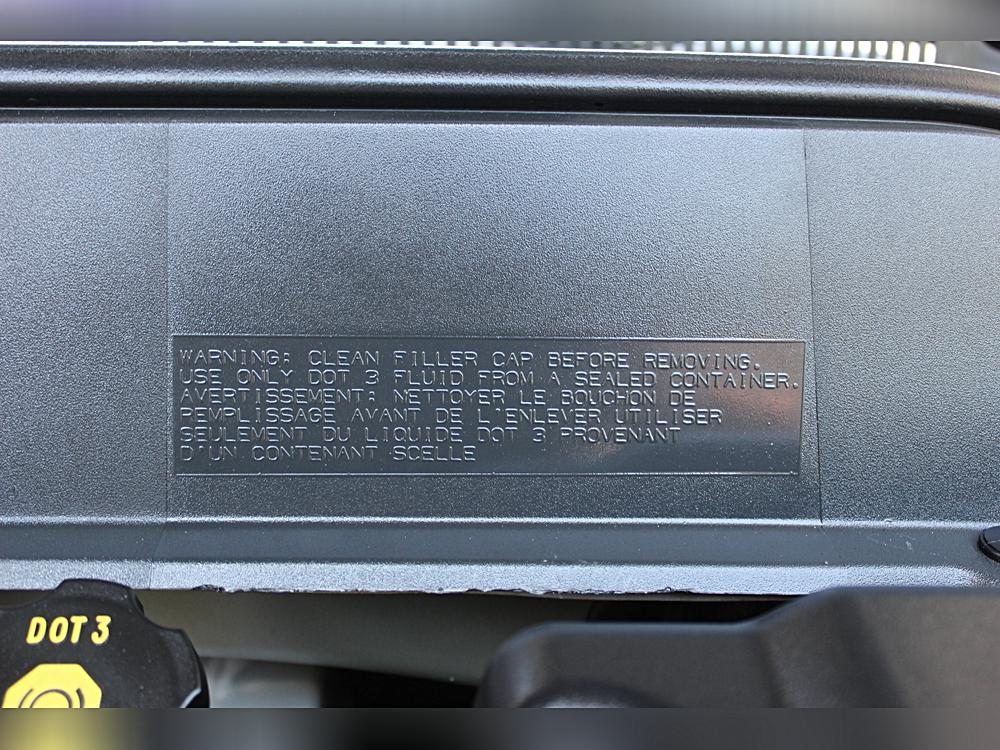 WARNING: CLEAN FILLER CAP BEFORE REMOVING.
USE ONLY DOT 3 FLUID FROM A SEALED CONTAINER.
AVERTISSEMENT: NETTOYER LE BOUCHON DE
REMPLISSAGE AVANT DE L'ENLEVER UTILISER
SEULEMENT DU LIQUIDE DOT 3 PROVENANT
D'UN CONTENANT SCELLE
DOT 3